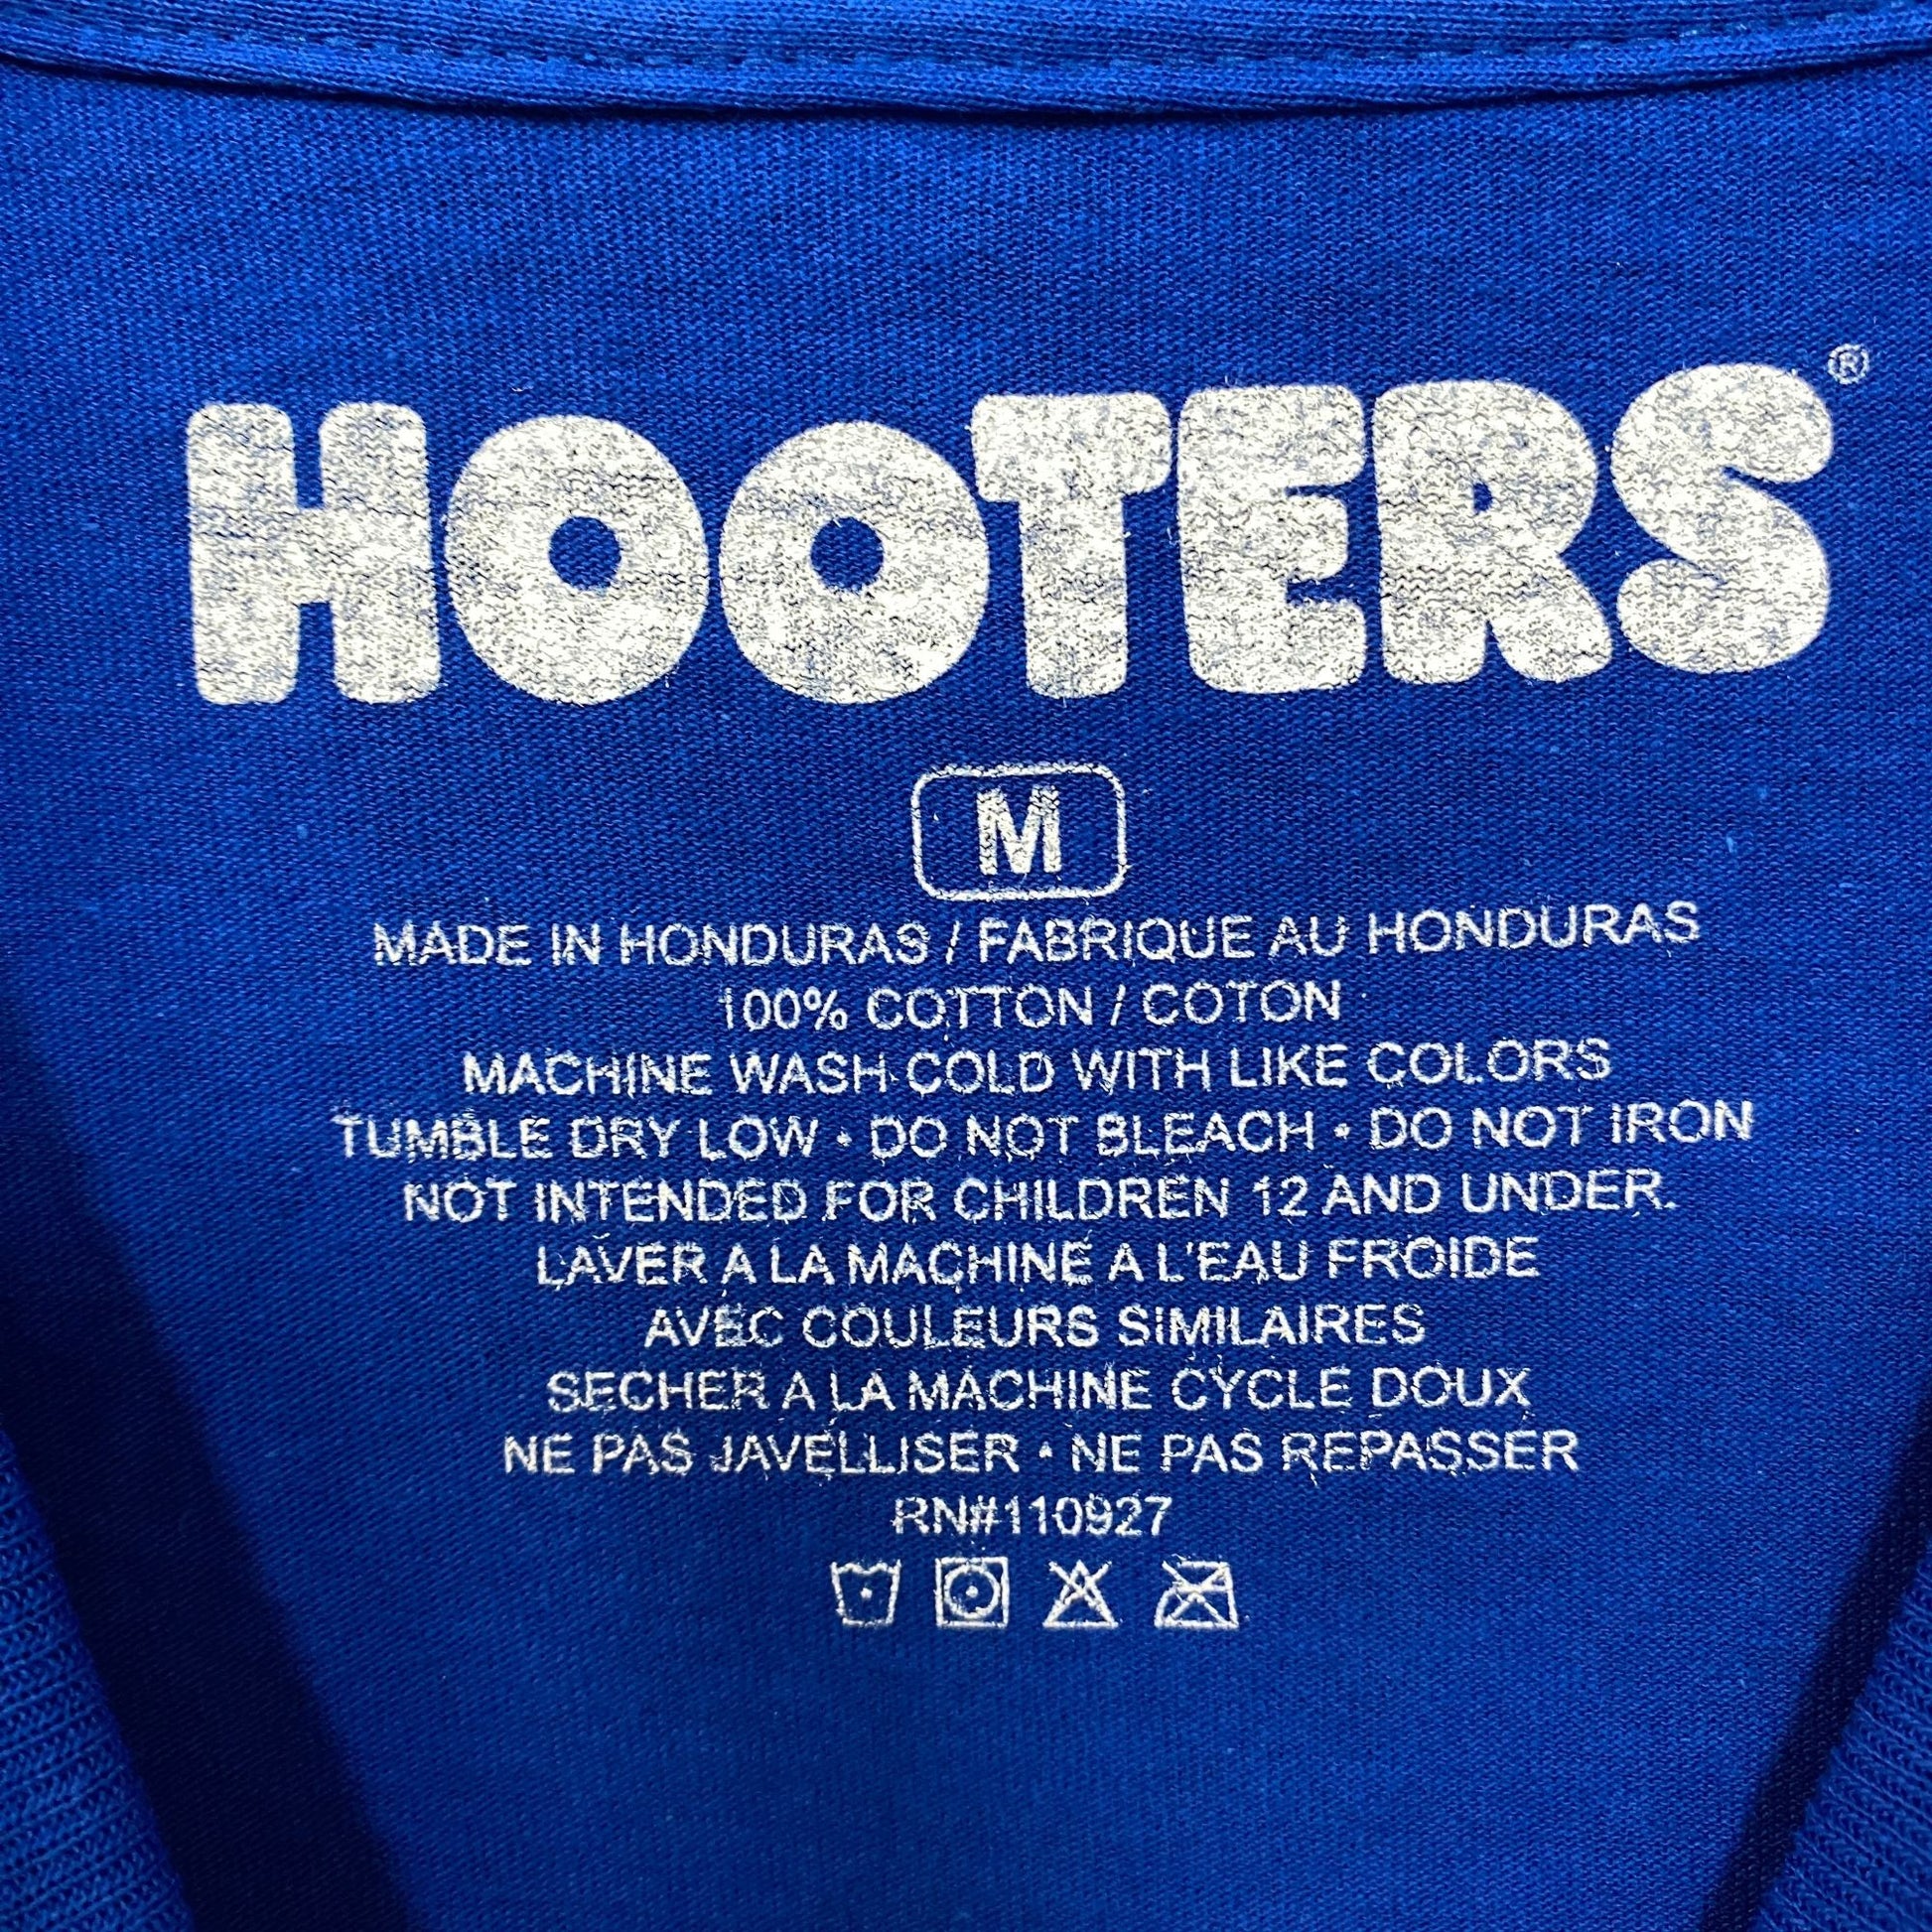 HOOTERS®
M
MADE IN HONDURAS / FABRIQUE AU HONDURAS
100% COTTON / COTON
MACHINE WASH COLD WITH LIKE COLORS
TUMBLE DRY LOW • DO NOT BLEACH • DO NOT IRON
NOT INTENDED FOR CHILDREN 12 AND UNDER.
LAVER A LA MACHINE A L'EAU FROIDE
AVEC COULEURS SIMILAIRES
SECHER A LA MACHINE CYCLE DOUX
NE PAS JAVELLISER • NE PAS REPASSER
RN#110927